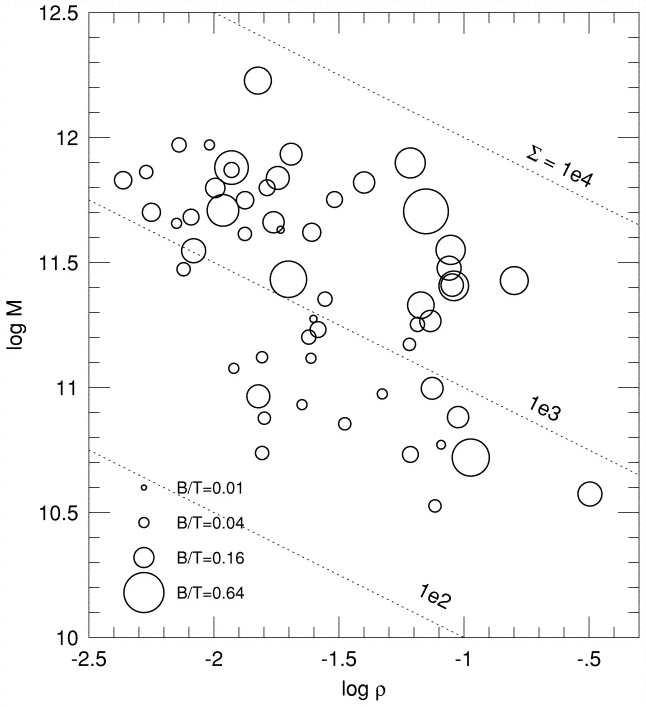 12.5
12
11.5
11
10.5
10
log M
Σ = 1e4
1e3
1e2
B/T=0.01
B/T=0.04
B/T=0.16
B/T=0.64
-2.5 -2 -1.5 -1 -.5
log ρ